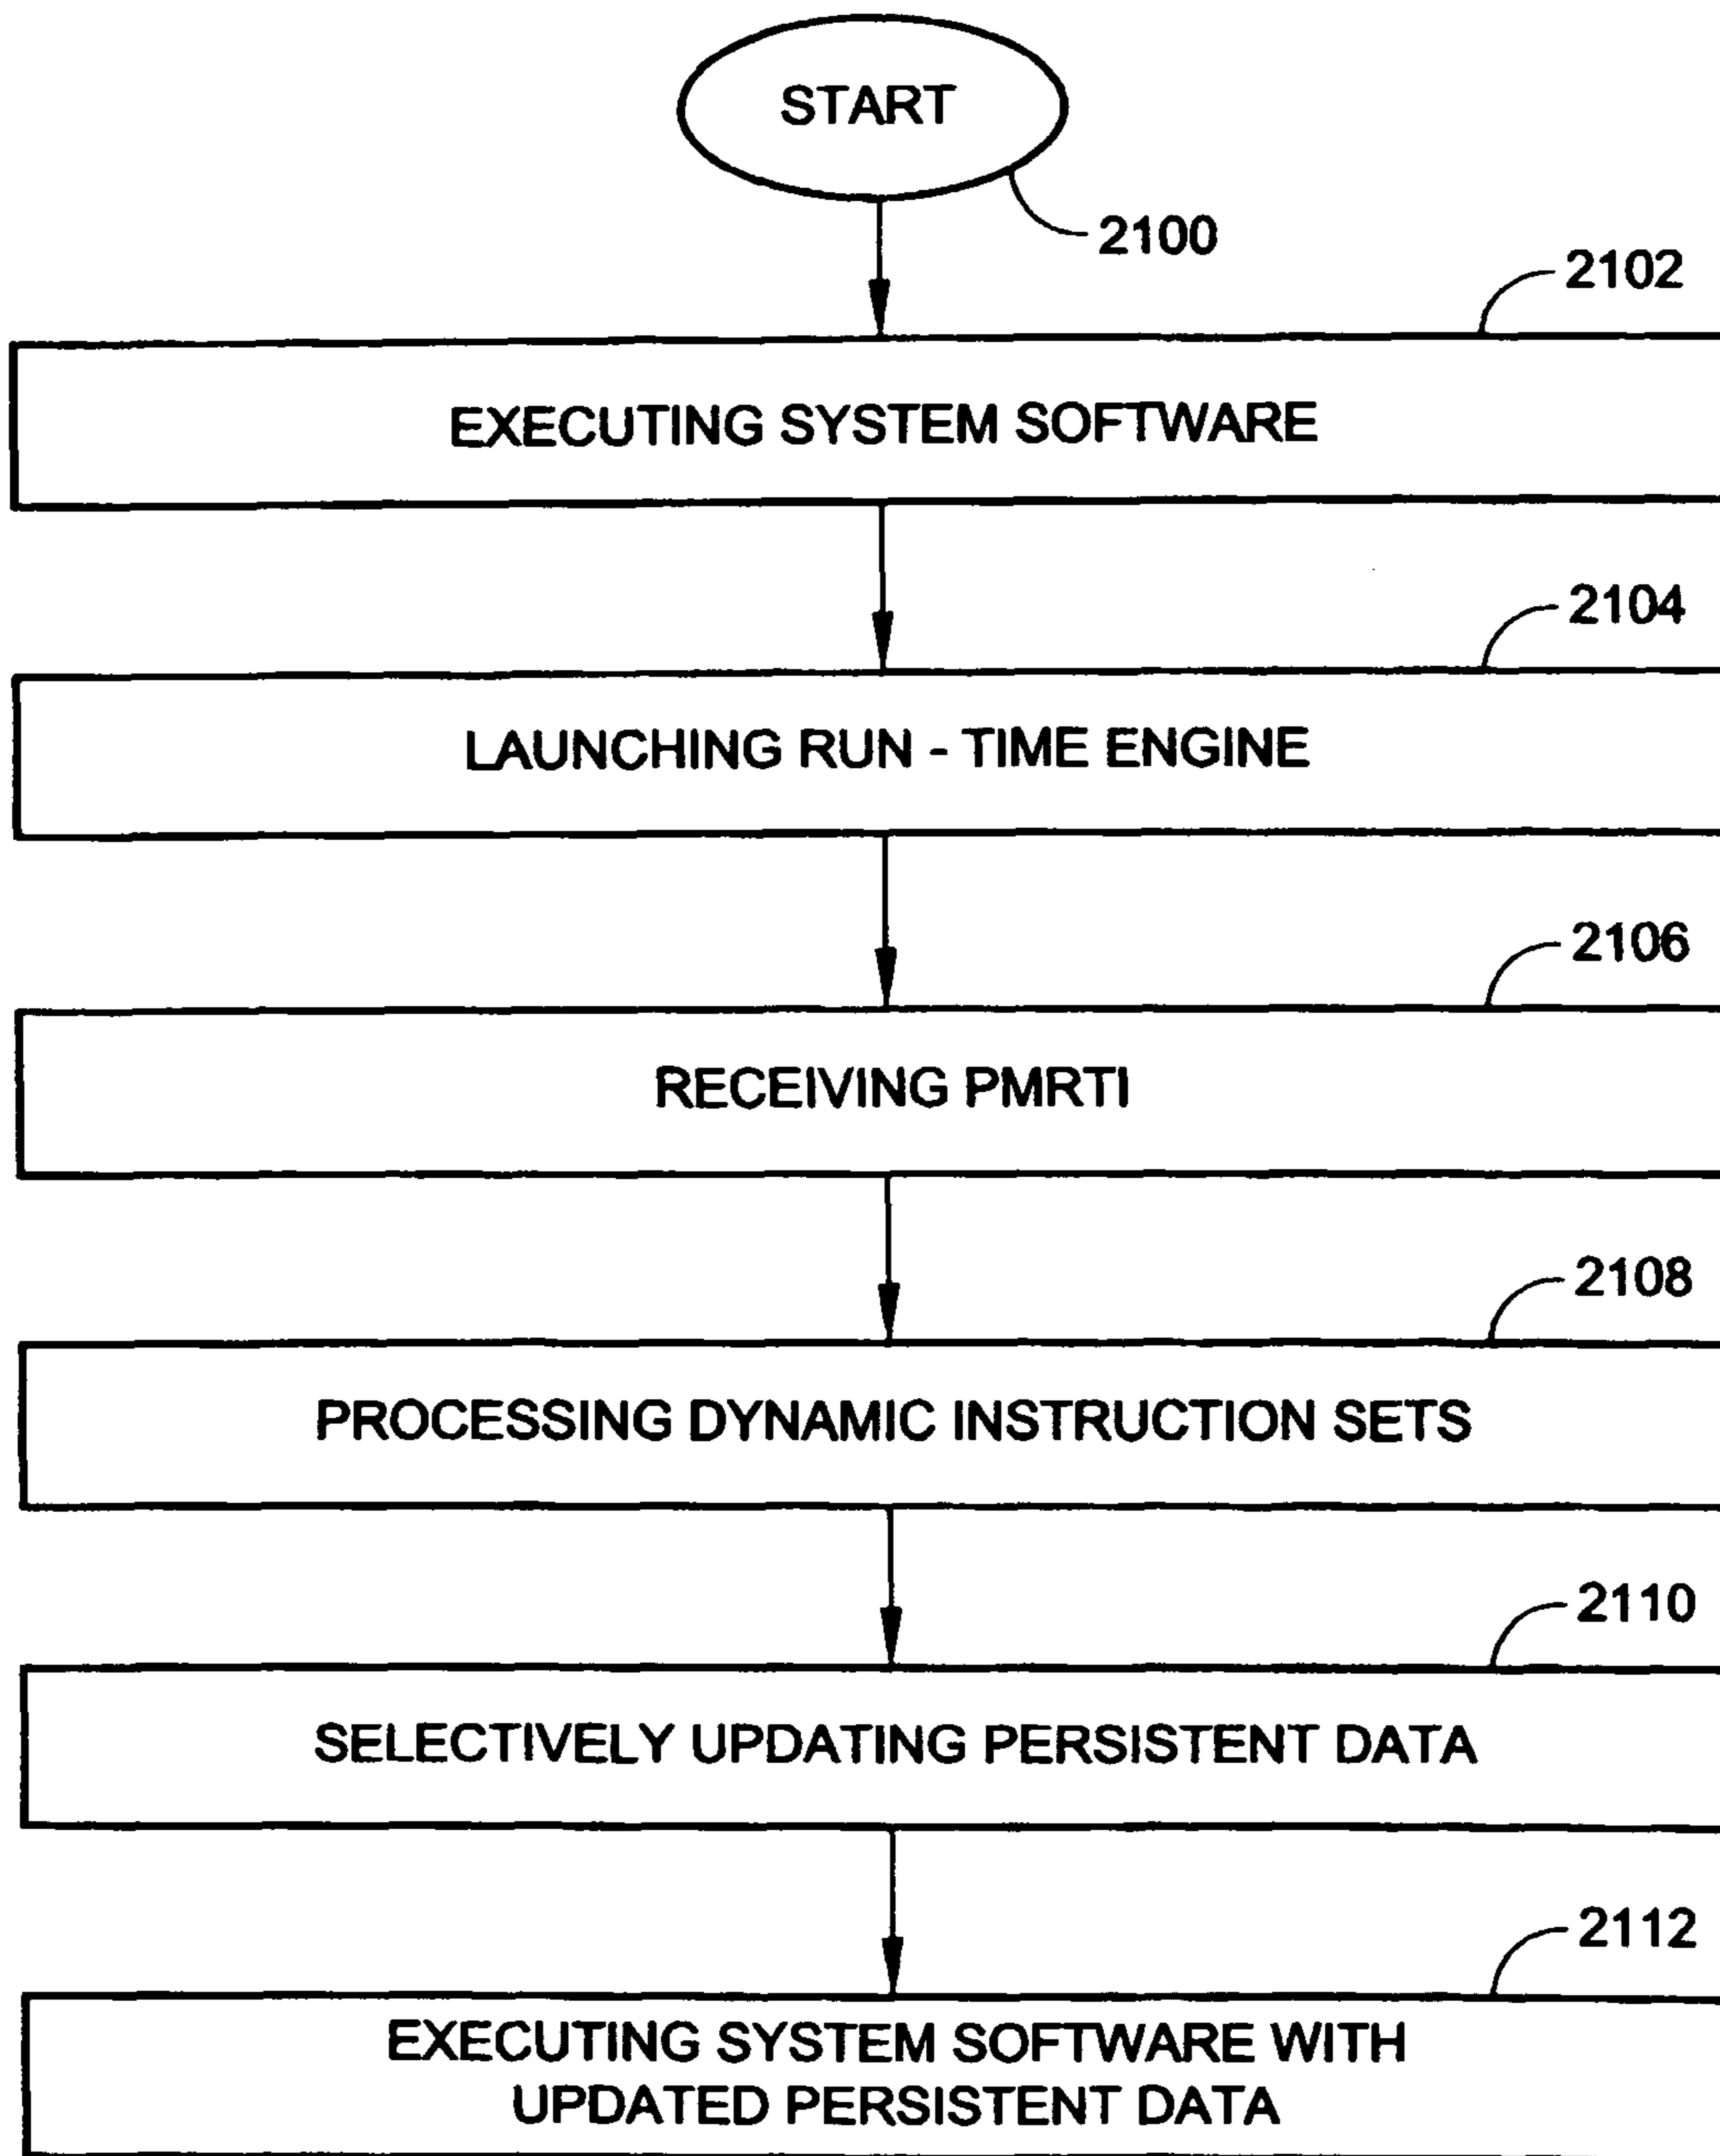 START
2100
2102
EXECUTING SYSTEM SOFTWARE
2104
LAUNCHING RUN - TIME ENGINE
2106
RECEIVING PMRTI
2108
PROCESSING DYNAMIC INSTRUCTION SETS
2110
SELECTIVELY UPDATING PERSISTENT DATA
2112
EXECUTING SYSTEM SOFTWARE WITH
UPDATED PERSISTENT DATA